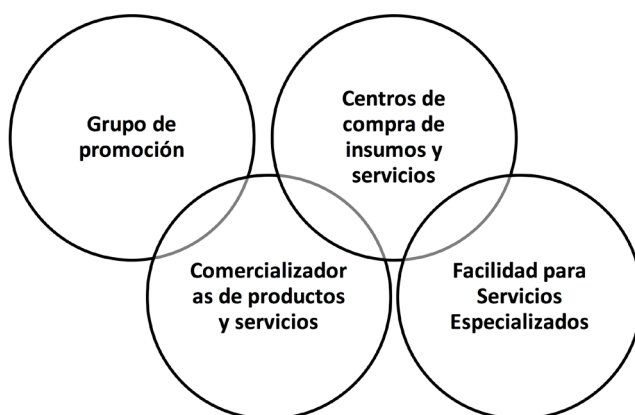 Grupo de
promoción
Centros de
compra de
insumos y
servicios
Comercializador
as de productos
y servicios
Facilidad para
Servicios
Especializados